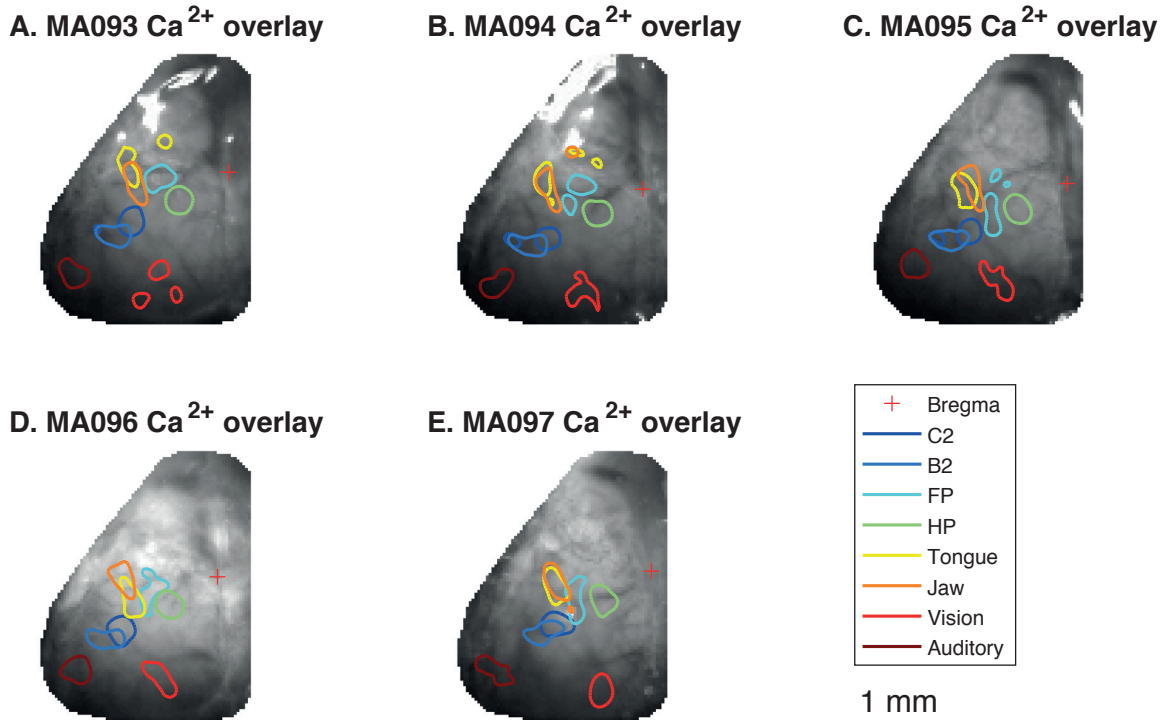 A. MA093 Ca2+ overlay
B. MA094 Ca2+ overlay
C. MA095 Ca2+ overlay
D. MA096 Ca2+ overlay
E. MA097 Ca2+ overlay
Bregma
C2
B2
FP
HP
Tongue
Jaw
Vision
Auditory
1 mm